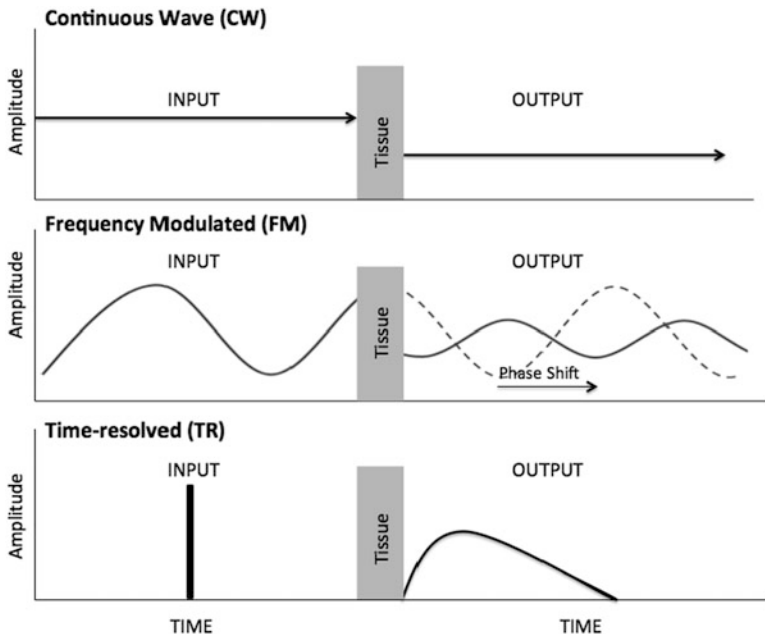 Continuous Wave (CW)
Amplitude
INPUT
Tissue
OUTPUT
Frequency Modulated (FM)
Amplitude
INPUT
Tissue
OUTPUT
Phase Shift
Time-resolved (TR)
Amplitude
INPUT
Tissue
OUTPUT
TIME
TIME